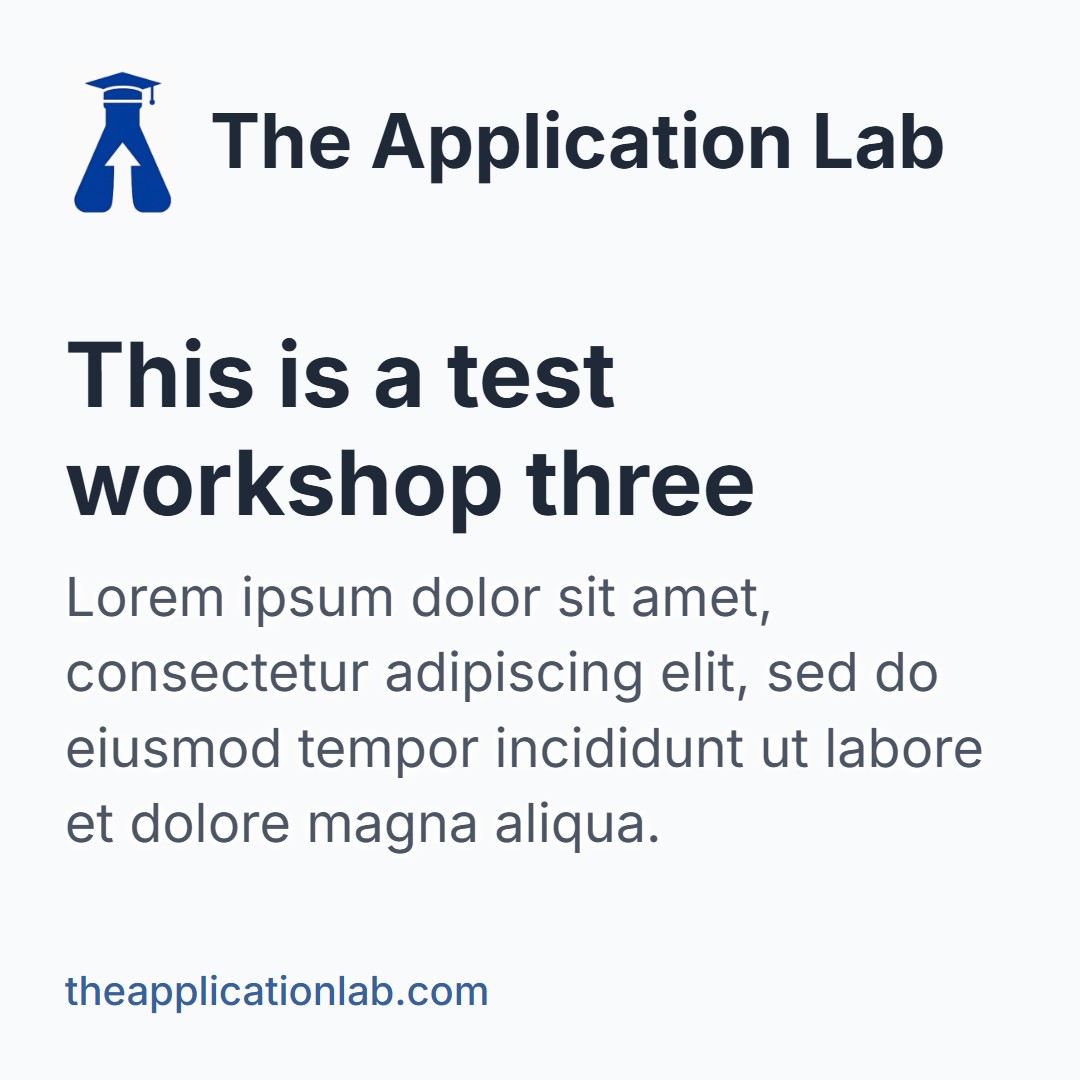 The Application Lab
This is a test
workshop three
Lorem ipsum dolor sit amet,
consectetur adipiscing elit, sed do
eiusmod tempor incididunt ut labore
et dolore magna aliqua.
theapplicationlab.com